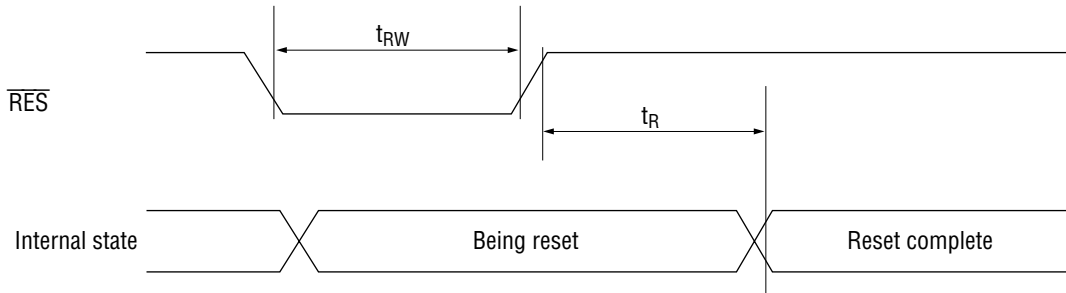 tRW
RES
tR
Internal state
Being reset
Reset complete